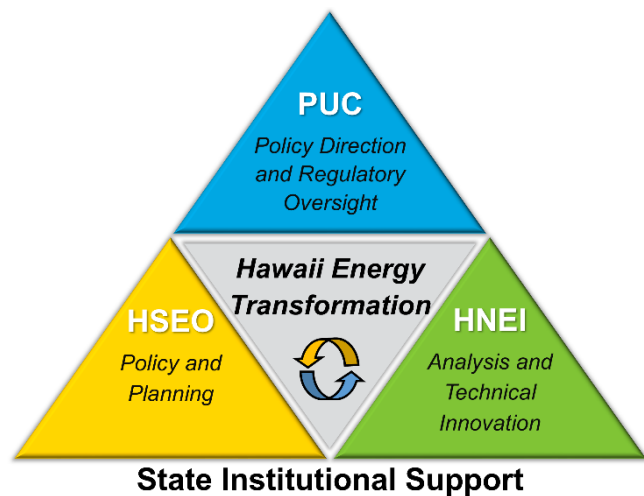 PUC
Policy Direction
and Regulatory
Oversight
Hawaii Energy
Transformation
HSEO
Policy and
Planning
HNEI
Analysis and
Technical
Innovation
State Institutional Support